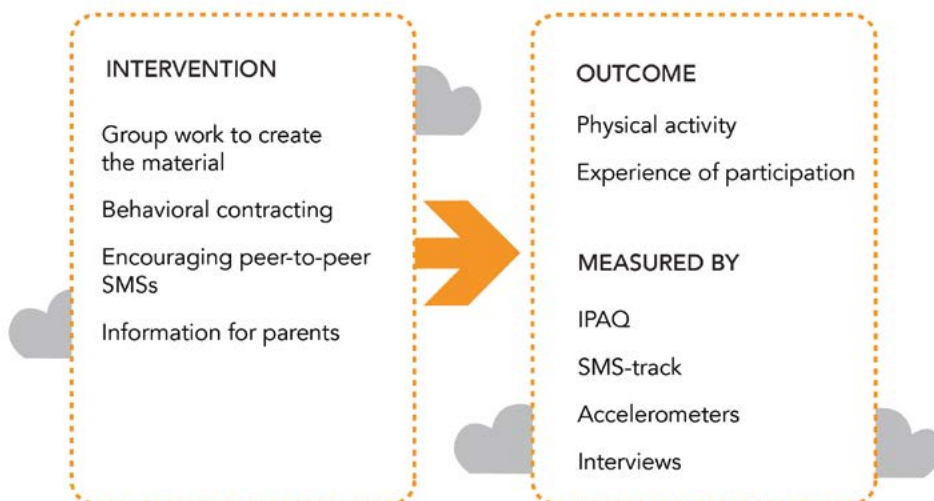 INTERVENTION
Group work to create
the material
Behavioral contracting
Encouraging peer-to-peer
SMSs
Information for parents
OUTCOME
Physical activity
Experience of participation
MEASURED BY
IPAQ
SMS-track
Accelerometers
Interviews